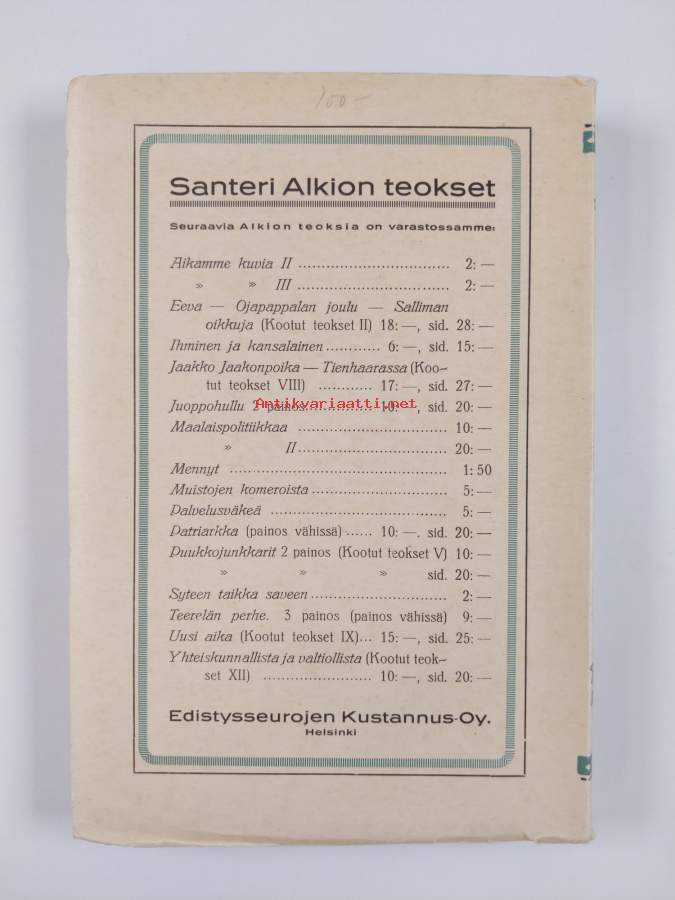 100-
Santeri Alkion teokset
Seuraavia Alkion teoksia on varastossamme:
Aikamme kuvia II .................................. 2: —
» » III .................................. 2: —
Eeva — Ojapappalan joulu — Salliman
oikkuja (Kootut teokset II) 18: —, sid. 28: —
Ihminen ja kansalainen ............ 6: —, sid. 15: —
Jaakko Jaakonpoika — Tienhaarassa (Koo-
tut teokset VIII) ............ 17: —, sid. 27: —
Juoppohullu 2 painos............... 10: —, sid. 20: —
Antikvariaatti.net
Maalaispolitiikkaa ................................. 10: —
» II................................. 20: —
Mennyt ................................................ 1: 50
Muistojen komeroista.............................. 5: —
Palvelusväkeä ....................................... 5: —
Patriarkka (painos vähissä)...... 10: —. sid. 20: —
Puukkojunkkarit 2 painos (Kootut teokset V) 10: —
» » » sid. 20: —
Syteen taikka saveen .............................. 2: —
Teerelän perhe. 3 painos (painos vähissä) 9: —
Uusi aika (Kootut teokset IX)... 15: —, sid. 25: —
Yhteiskunnallista ja valtiollista (Kootut teok-
set XII) ........................ 10: —, sid. 20: —
Edistysseurojen Kustannus-Oy.
Helsinki